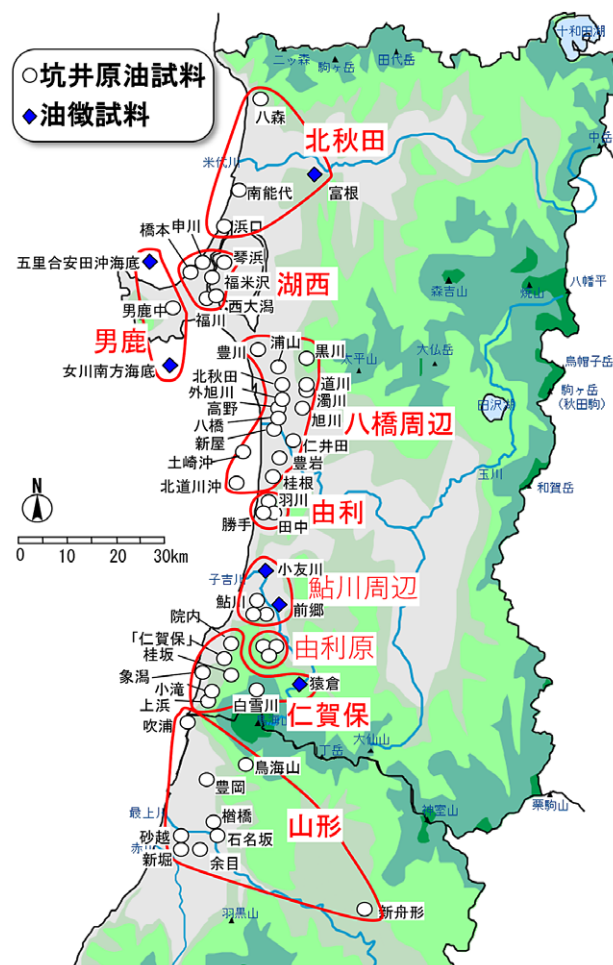 坑井原油試料
油徴試料
十和田湖
二ッ森
駒ヶ岳
田代岳
中岳
八森
北秋田
米代川
富根
南能代
浜口
橋本
申川
琴浜
五里合安田沖海底
福米沢
湖西
西大潟
男鹿中
福川
男鹿
女川南方海底
森吉山
焼山
八幡平
豊川
浦山
黒川
太平山
大仏岳
烏帽子岳
北秋田
道川
駒ヶ岳
(秋田駒)
外旭川
濁川
高野
旭川
田沢湖
八橋
八橋周辺
新屋
仁井田
土崎沖
豊岩
玉川
北道川沖
桂根
和賀岳
羽川
由利
勝手
田中
N
0 10 20 30km
子吉川
小友川
鮎川周辺
鮎川
前郷
院内
「仁賀保」
由利原
桂坂
象潟
猿倉
小滝
上浜
白雪川
仁賀保
吹浦
丁岳
大仙山
鳥海山
豊岡
最上川
楢橋
山形
神室山
栗駒山
砂越
石名坂
赤川
新堀
余目
新舟形
羽黒山